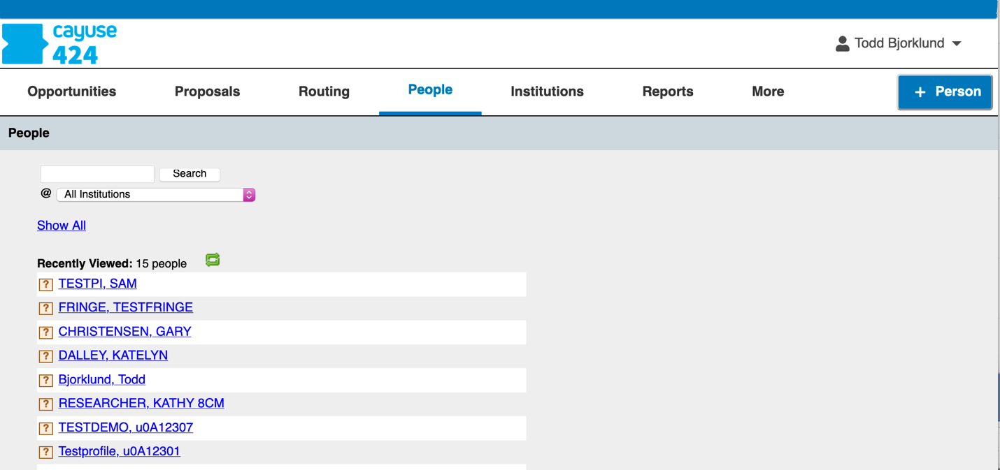 cayuse
424
Todd Bjorklund
Opportunities Proposals Routing People Institutions Reports More + Person
People
Search
@ All Institutions
Show All
Recently Viewed: 15 people
? TESTPI, SAM
? FRINGE, TESTFRINGE
? CHRISTENSEN, GARY
? DALLEY, KATELYN
? Bjorklund, Todd
? RESEARCHER, KATHY 8CM
? TESTDEMO, u0A12307
? Testprofile, u0A12301